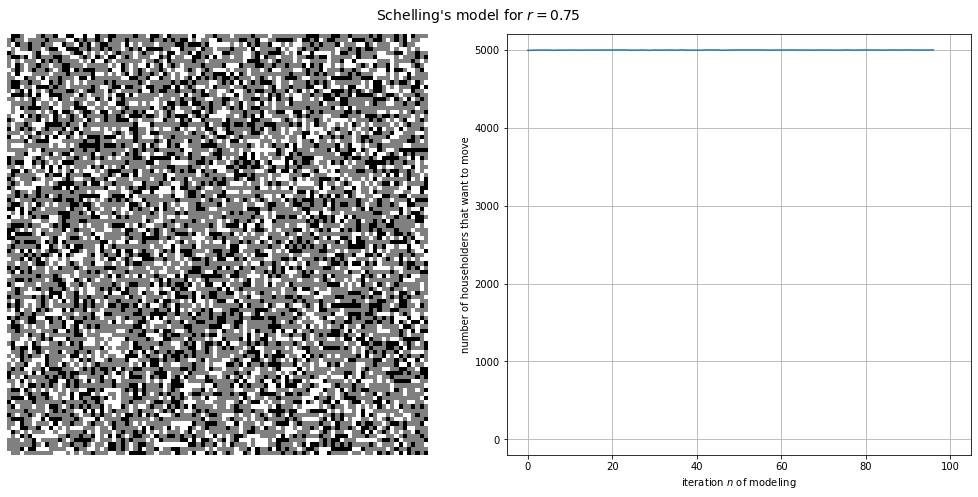 Schelling's model for r = 0.75
number of householders that want to move
5000
4000
3000
2000
1000
0
0 20 40 60 80 100
iteration n of modeling